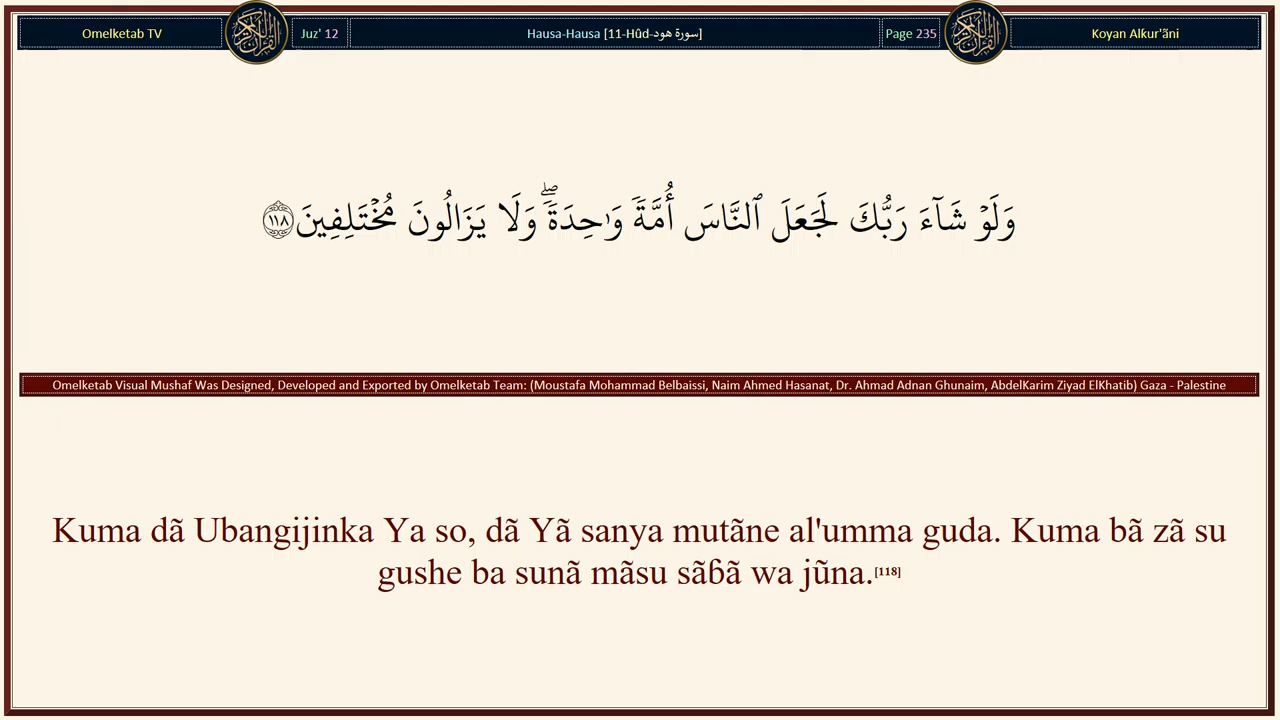 Omelketab TV
Juz' 12
Hausa-Hausa [11-Hûd-سورة هود]
Page 235
Koyan Alƙur'ãni
وَلَوۡ شَآءَ رَبُّكَ لَجَعَلَ ٱلنَّاسَ أُمَّةٗ وَٰحِدَةٗۖ وَلَا يَزَالُونَ مُخۡتَلِفِينَ ١١٨
Omelketab Visual Mushaf Was Designed, Developed and Exported by Omelketab Team: (Moustafa Mohammad Belbaissi, Naim Ahmed Hasanat, Dr. Ahmad Adnan Ghunaim, AbdelKarim Ziyad ElKhatib) Gaza - Palestine
Kuma dã Ubangijinka Ya so, dã Yã sanya mutãne al'umma guda. Kuma bã zã su
gushe ba sunã mãsu sãɓã wa jũna.[118]